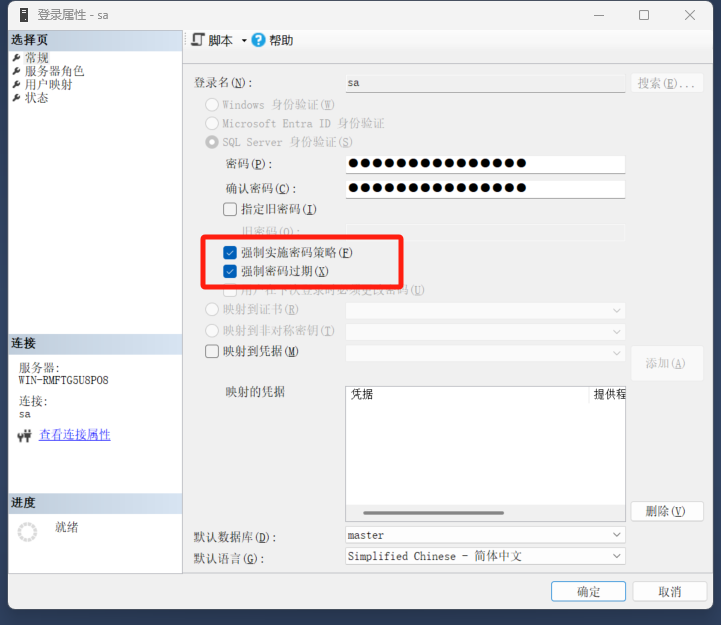 登录属性 - sa
选择页
常规
服务器角色
用户映射
状态
脚本
帮助
登录名(N):
sa
搜索(E)...
Windows 身份验证(W)
Microsoft Entra ID 身份验证
SQL Server 身份验证(S)
密码(P):
●●●●●●●●●●●●●●●
确认密码(C):
●●●●●●●●●●●●●●●
指定旧密码(I)
旧密码(O):
强制实施密码策略(F)
强制密码过期(X)
用户在下次登录时必须更改密码(U)
映射到证书(R)
映射到非对称密钥(T)
映射到凭据(M)
添加(A)
映射的凭据
凭据
提供程
删除(V)
默认数据库(D):
master
默认语言(G):
Simplified Chinese - 简体中文
连接
服务器:
WIN-RMFTG5U8PO8
连接:
sa
查看连接属性
进度
就绪
确定
取消